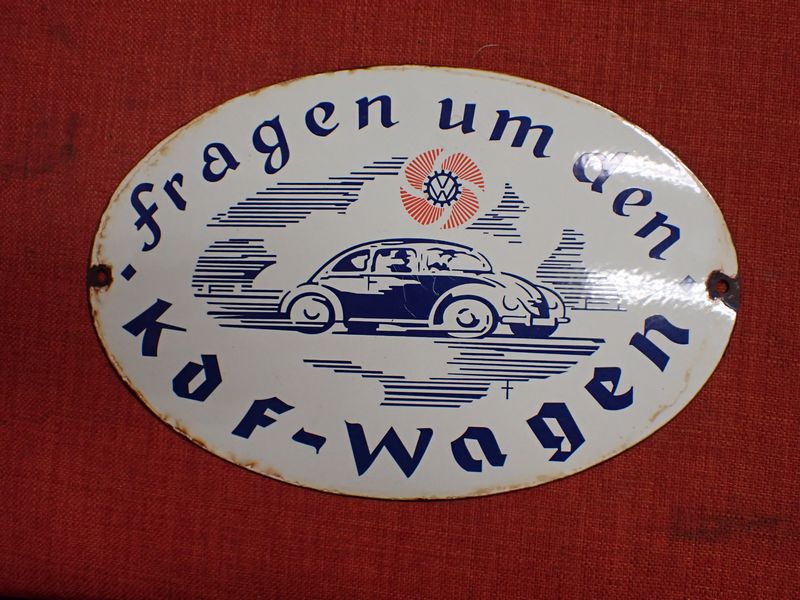 fragen um den
VW
· KdF-Wagen ·